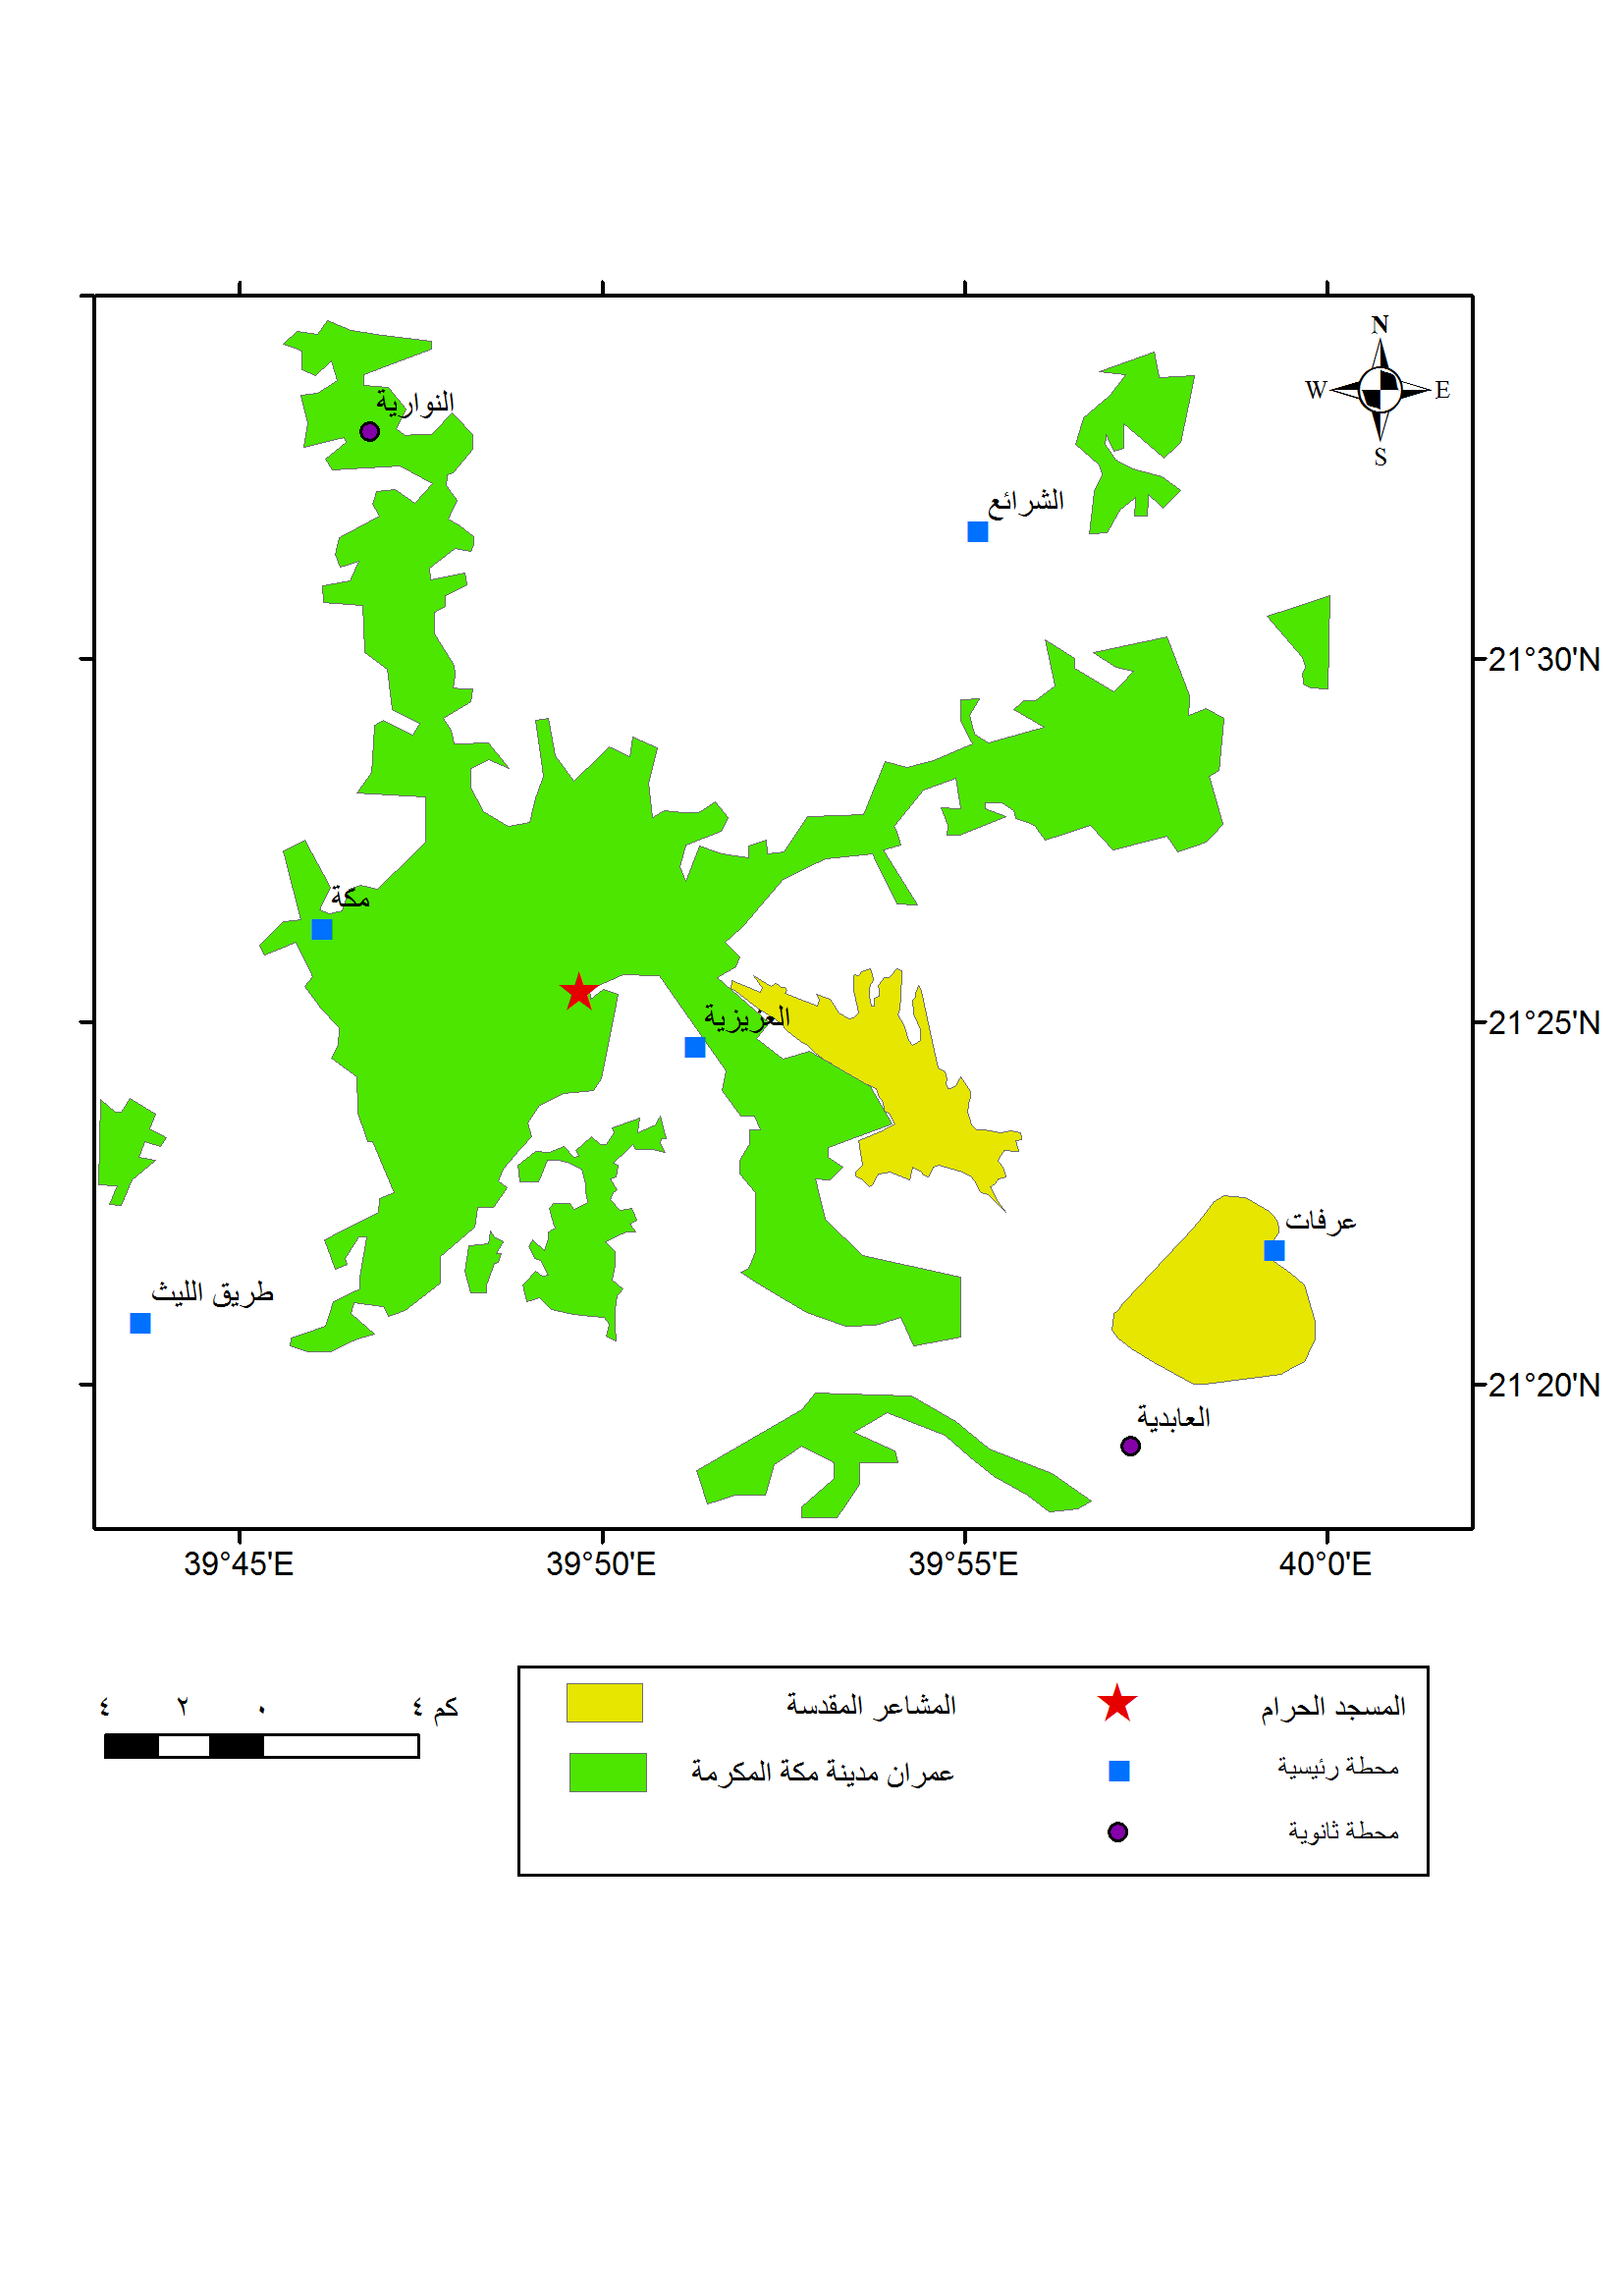 N
W E
S
النوارية
الشرائع
21°30'N
مكة
العزيزية
21°25'N
عرفات
طريق الليث
21°20'N
العابدية
39°45'E 39°50'E 39°55'E 40°0'E
٤ ٢ ٠ ٤ كم
المسجد الحرام
المشاعر المقدسة
محطة رئيسية
عمران مدينة مكة المكرمة
محطة ثانوية